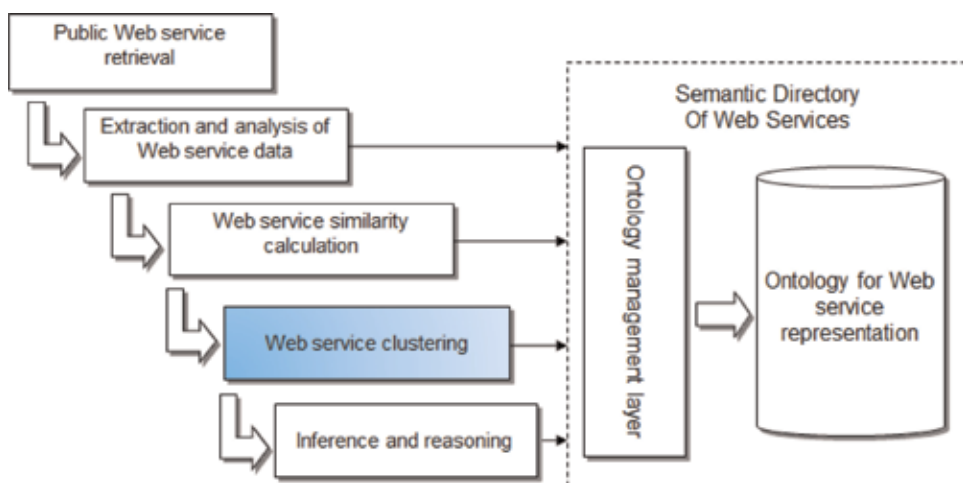 Public Web service
retrieval
Extraction and analysis of
Web service data
Web service similarity
calculation
Web service clustering
Inference and reasoning
Semantic Directory
Of Web Services
Ontology management layer
Ontology for Web
service
representation